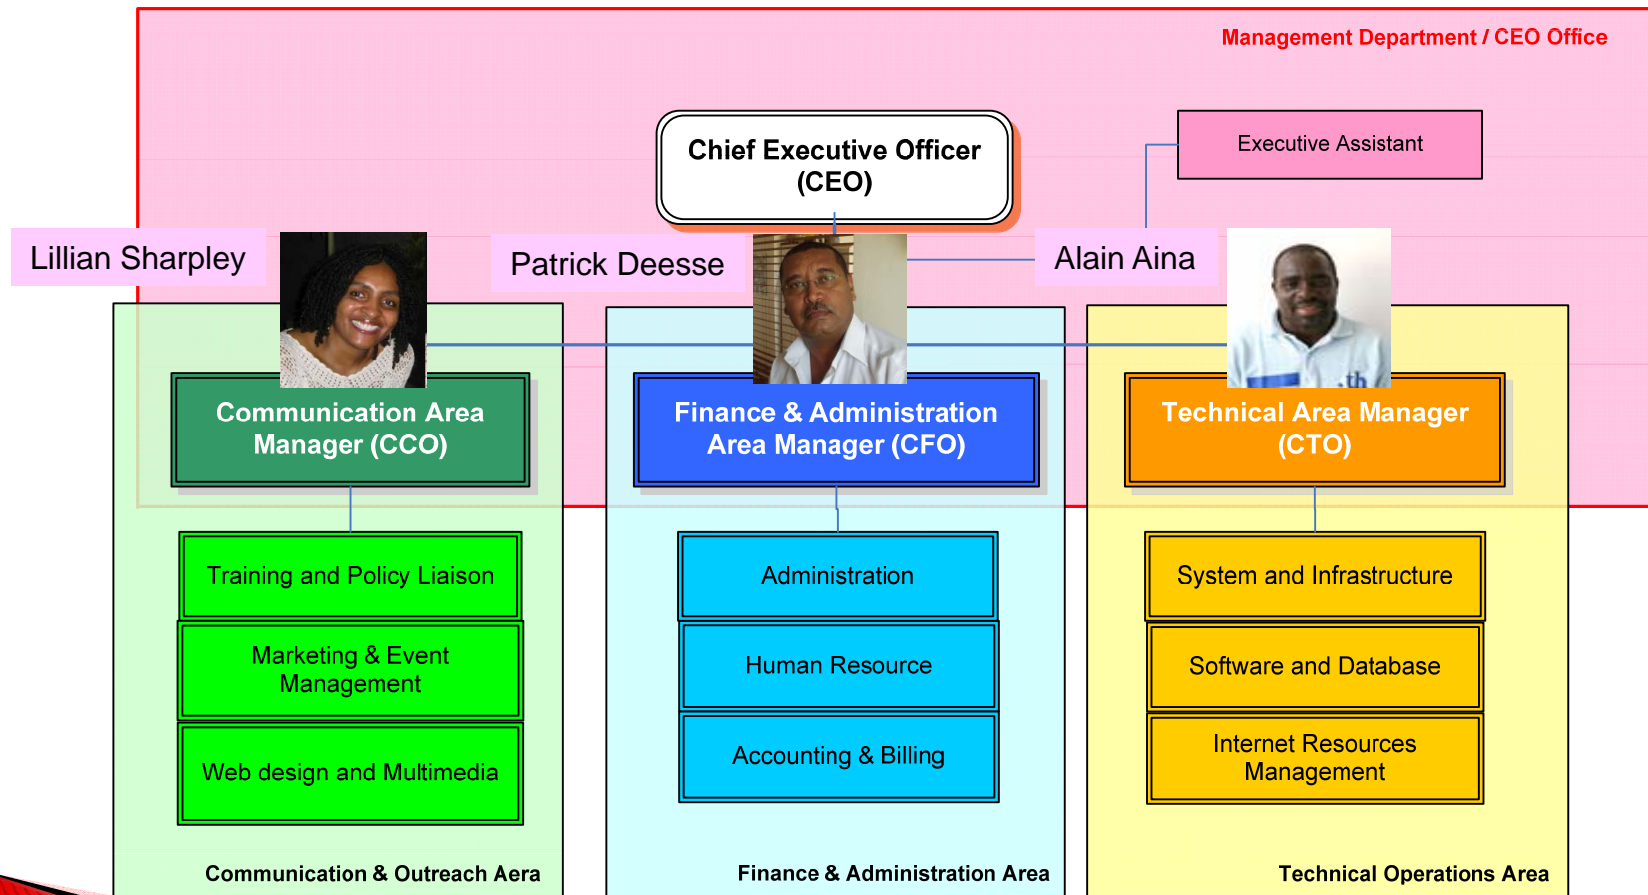 Management Department / CEO Office
Chief Executive Officer
(CEO)
Executive Assistant
Lillian Sharpley
Patrick Deesse
Alain Aina
th
Communication Area
Manager (CCO)
Finance & Administration
Area Manager (CFO)
Technical Area Manager
(CTO)
Training and Policy Liaison
Marketing & Event
Management
Web design and Multimedia
Administration
Human Resource
Accounting & Billing
System and Infrastructure
Software and Database
Internet Resources
Management
Communication & Outreach Aera
Finance & Administration Area
Technical Operations Area